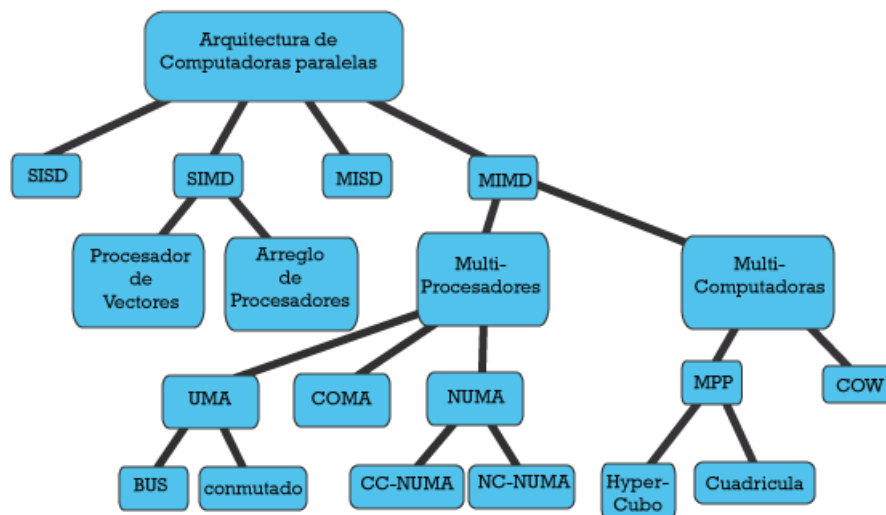 Arquitectura de
Computadoras paralelas
SISD
SIMD
MISD
MIMD
Procesador
de
Vectores
Arreglo
de
Procesadores
Multi-
Procesadores
Multi-
Computadoras
UMA
COMA
NUMA
MPP
COW
BUS
conmutado
CC-NUMA
NC-NUMA
Hyper-
Cubo
Cuadricula